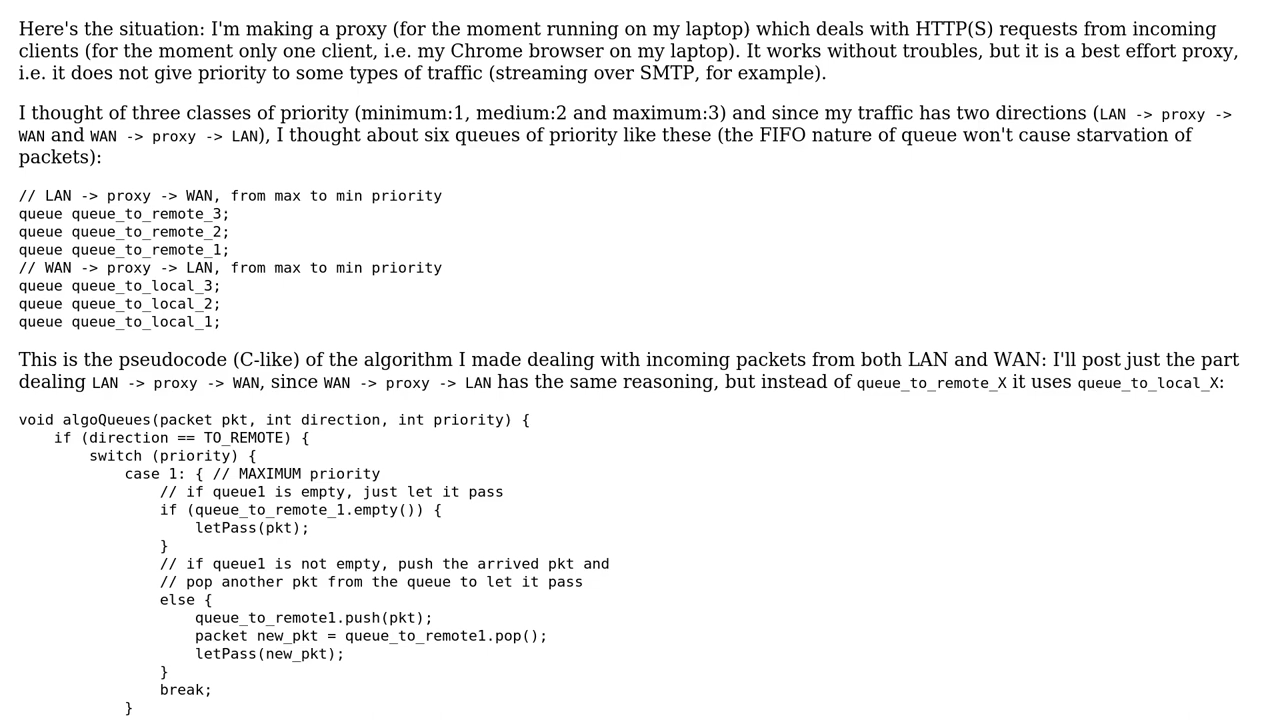 Here's the situation: I'm making a proxy (for the moment running on my laptop) which deals with HTTP(S) requests from incoming
clients (for the moment only one client, i.e. my Chrome browser on my laptop). It works without troubles, but it is a best effort proxy,
i.e. it does not give priority to some types of traffic (streaming over SMTP, for example).
I thought of three classes of priority (minimum:1, medium:2 and maximum:3) and since my traffic has two directions (LAN -> proxy ->
WAN and WAN -> proxy -> LAN), I thought about six queues of priority like these (the FIFO nature of queue won't cause starvation of
packets):
// LAN -> proxy -> WAN, from max to min priority
queue queue_to_remote_3;
queue queue_to_remote_2;
queue queue_to_remote_1;
// WAN -> proxy -> LAN, from max to min priority
queue queue_to_local_3;
queue queue_to_local_2;
queue queue_to_local_1;
This is the pseudocode (C-like) of the algorithm I made dealing with incoming packets from both LAN and WAN: I'll post just the part
dealing LAN -> proxy -> WAN, since WAN -> proxy -> LAN has the same reasoning, but instead of queue_to_remote_X it uses queue_to_local_X:
void algoQueues(packet pkt, int direction, int priority) {
    if (direction == TO_REMOTE) {
        switch (priority) {
            case 1: { // MAXIMUM priority
                // if queue1 is empty, just let it pass
                if (queue_to_remote_1.empty()) {
                    letPass(pkt);
                }
                // if queue1 is not empty, push the arrived pkt and
                // pop another pkt from the queue to let it pass
                else {
                    queue_to_remote1.push(pkt);
                    packet new_pkt = queue_to_remote1.pop();
                    letPass(new_pkt);
                }
                break;
            }